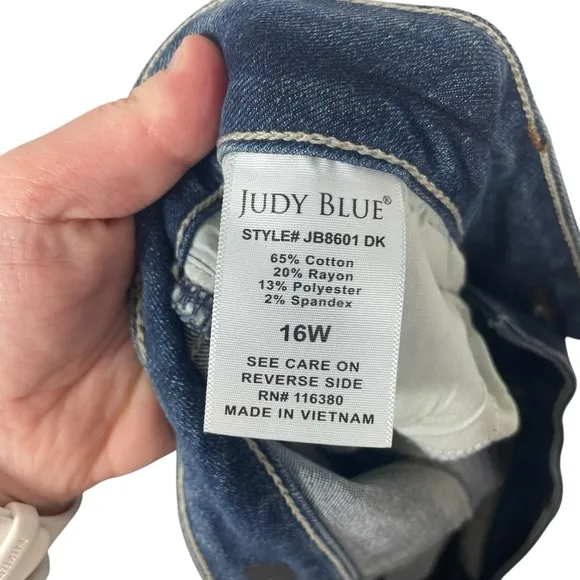 JUDY BLUE®
STYLE# JB8601 DK
65% Cotton
20% Rayon
13% Polyester
2% Spandex
16W
SEE CARE ON
REVERSE SIDE
RN# 116380
MADE IN VIETNAM